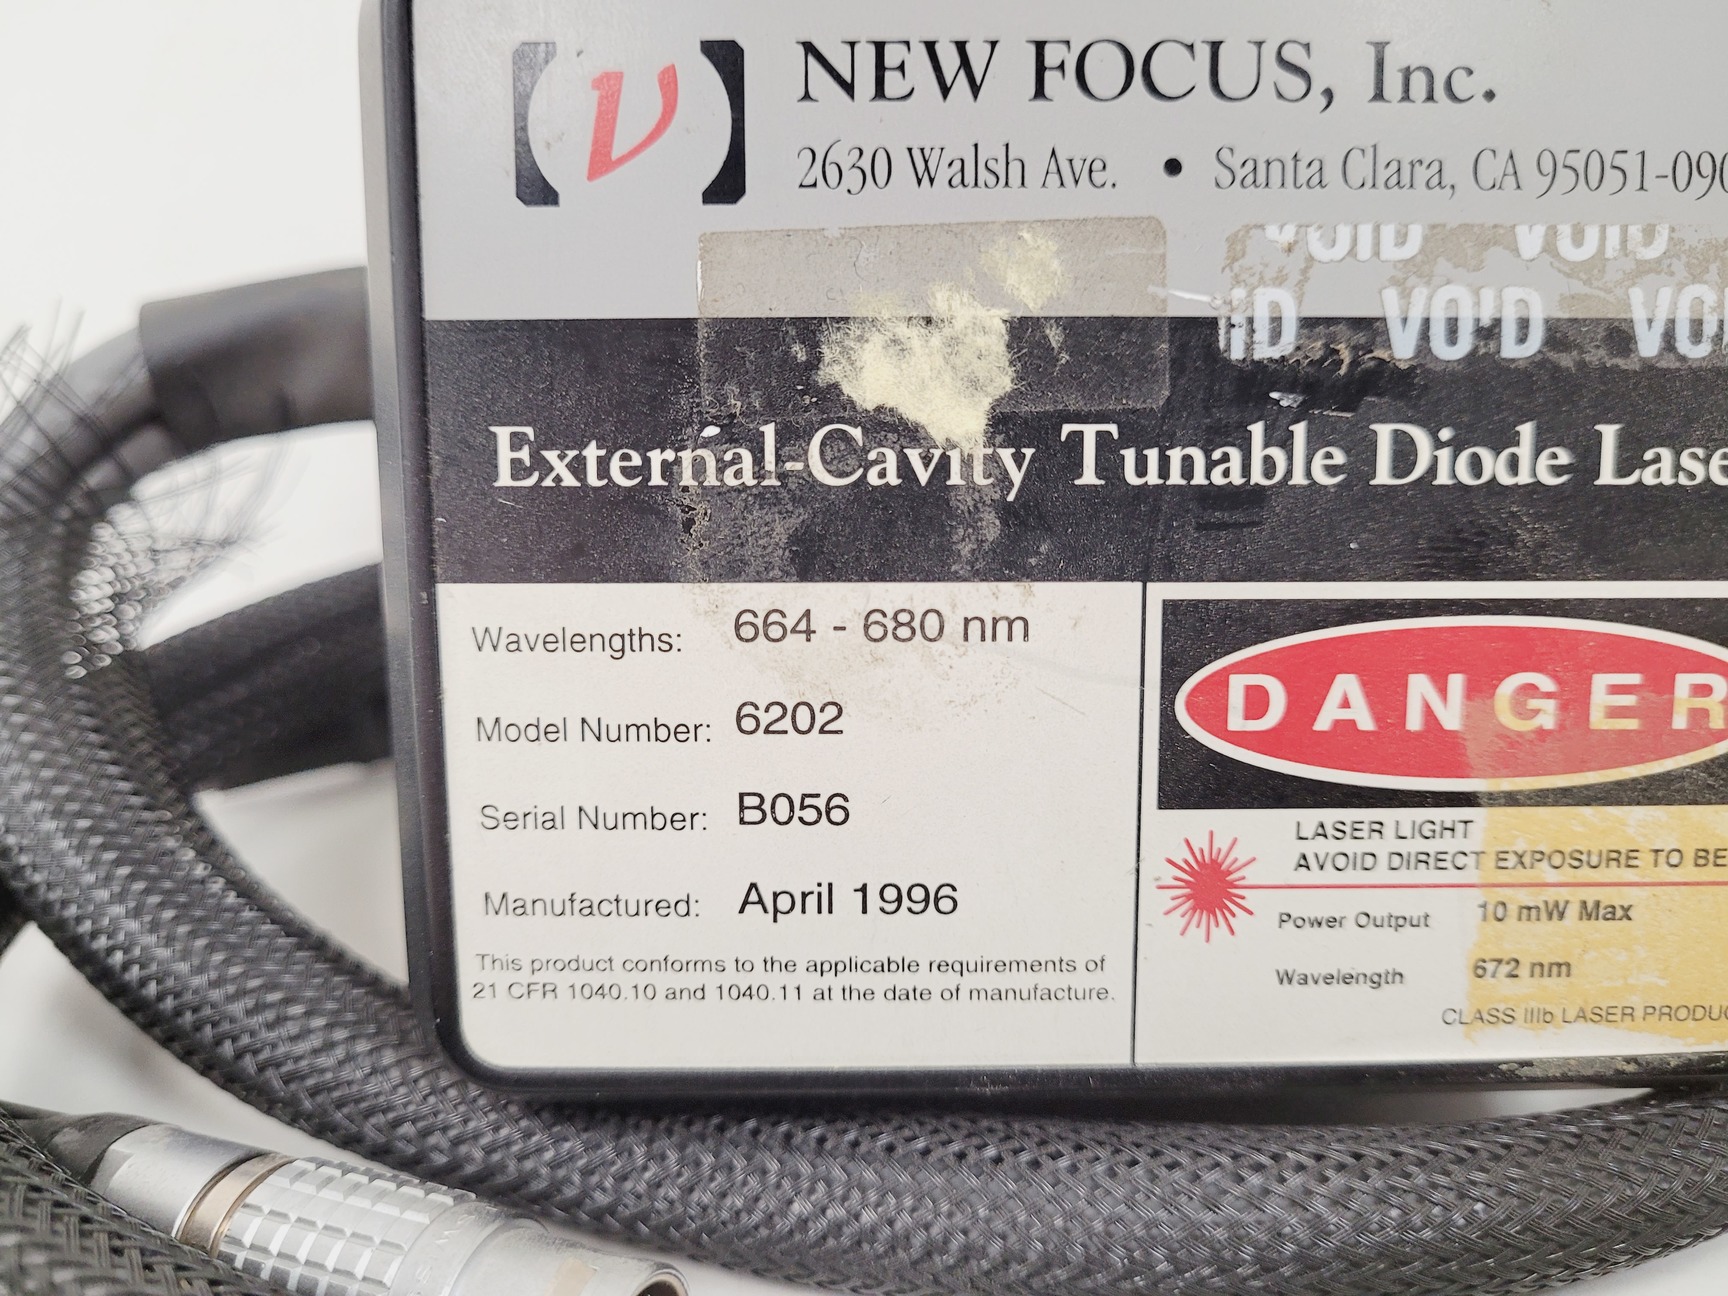 (ν) NEW FOCUS, Inc.
2630 Walsh Ave. • Santa Clara, CA 95051-090
VOID VOID
VOID
External-Cavity Tunable Diode Lase
Wavelengths: 664 - 680 nm
Model Number: 6202
Serial Number: B056
Manufactured: April 1996
This product conforms to the applicable requirements of
21 CFR 1040.10 and 1040.11 at the date of manufacture.
DANGER
LASER LIGHT
AVOID DIRECT EXPOSURE TO BE
Power Output 10 mW Max
Wavelength 672 nm
CLASS IIIb LASER PRODUC